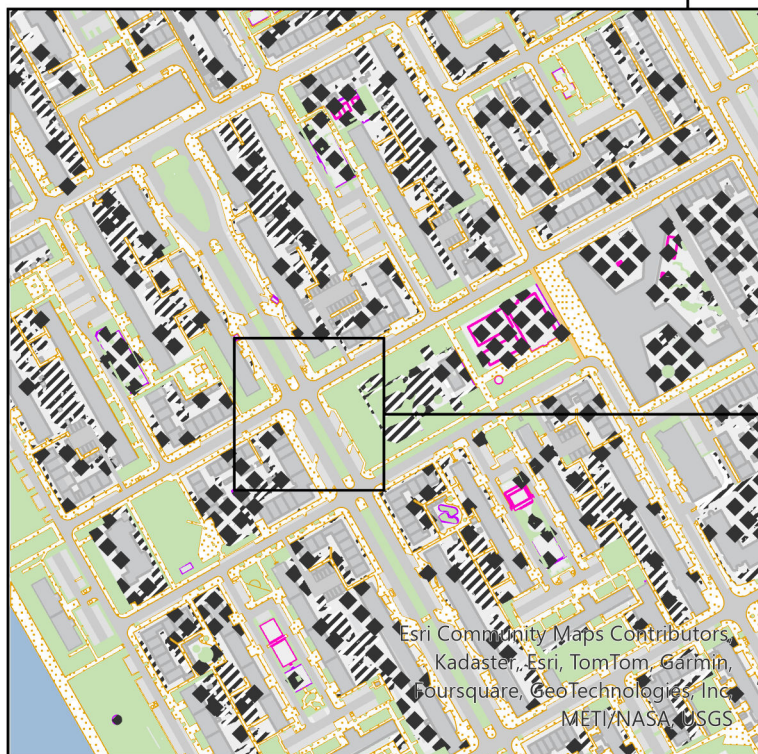 Esri Community Maps Contributors,
Kadaster, Esri, TomTom, Garmin,
Foursquare, GeoTechnologies, Inc,
METI/NASA, USGS